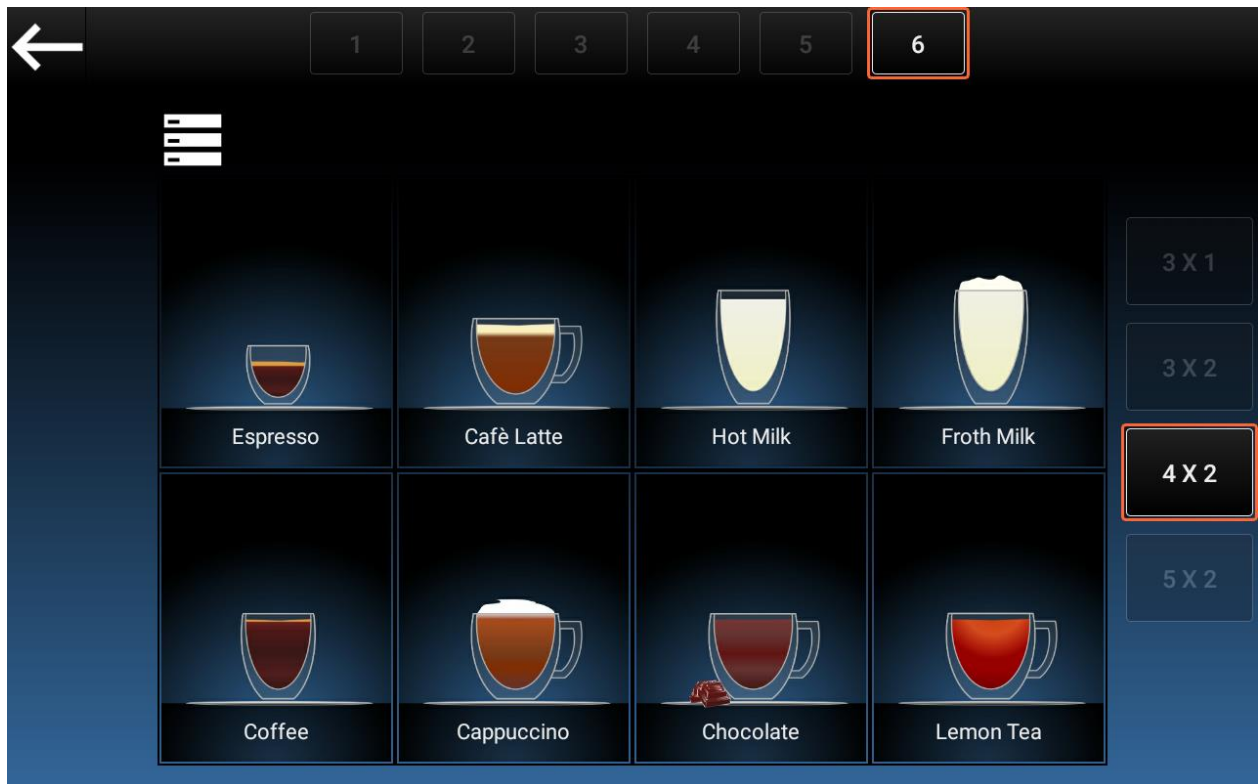 1 2 3 4 5 6
3 X 1
3 X 2
Espresso Cafè Latte Hot Milk Froth Milk
4 X 2
5 X 2
Coffee Cappuccino Chocolate Lemon Tea